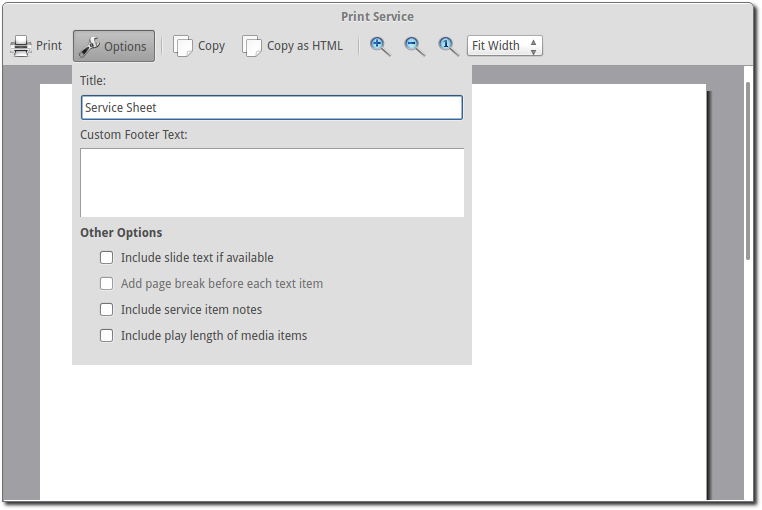 Print Service
Print Options Copy Copy as HTML Fit Width
Title:
Service Sheet
Custom Footer Text:
Other Options
Include slide text if available
Add page break before each text item
Include service item notes
Include play length of media items